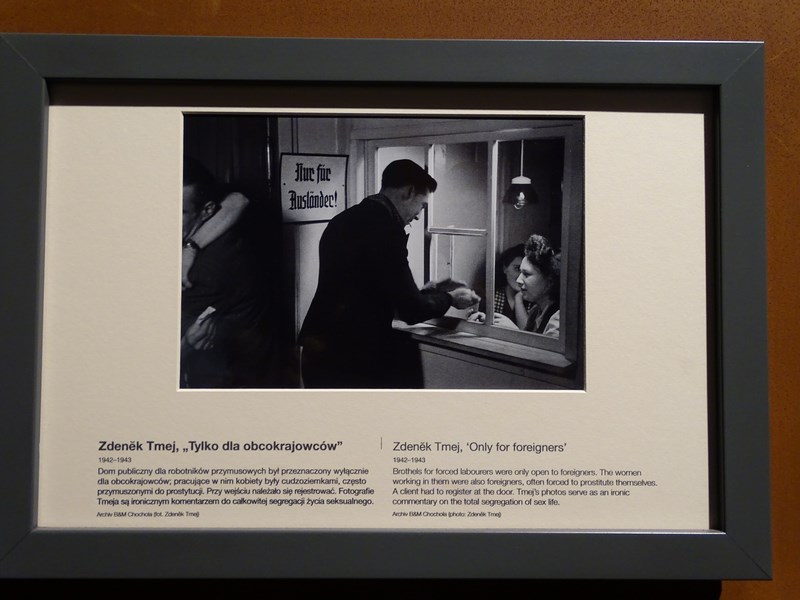 Nur für
Ausländer!
Zdeněk Tmej, „Tylko dla obcokrajowców”
1942–1943
Dom publiczny dla robotników przymusowych był przeznaczony wyłącznie
dla obcokrajowców; pracujące w nim kobiety były cudzoziemkami, często
przymuszonymi do prostytucji. Przy wejściu należało się rejestrować. Fotografie
Tmeja są ironicznym komentarzem do całkowitej segregacji życia seksualnego.
Archiv B&M Chochola (fot. Zdeněk Tmej)
Zdeněk Tmej, ‘Only for foreigners’
1942–1943
Brothels for forced labourers were only open to foreigners. The women
working in them were also foreigners, often forced to prostitute themselves.
A client had to register at the door. Tmej’s photos serve as an ironic
commentary on the total segregation of sex life.
Archiv B&M Chochola (photo: Zdeněk Tmej)